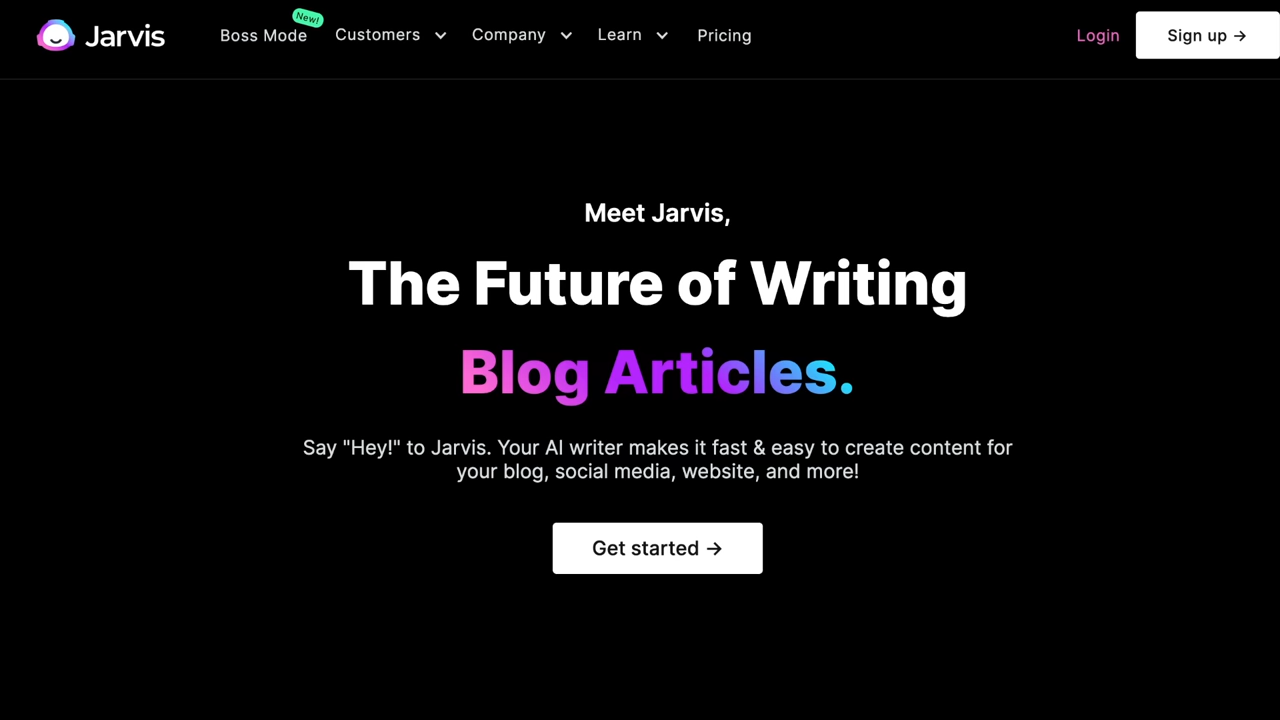 Jarvis
Boss Mode
New!
Customers
Company
Learn
Pricing
Login
Sign up →
Meet Jarvis,
The Future of Writing
Blog Articles.
Say "Hey!" to Jarvis. Your AI writer makes it fast & easy to create content for
your blog, social media, website, and more!
Get started →